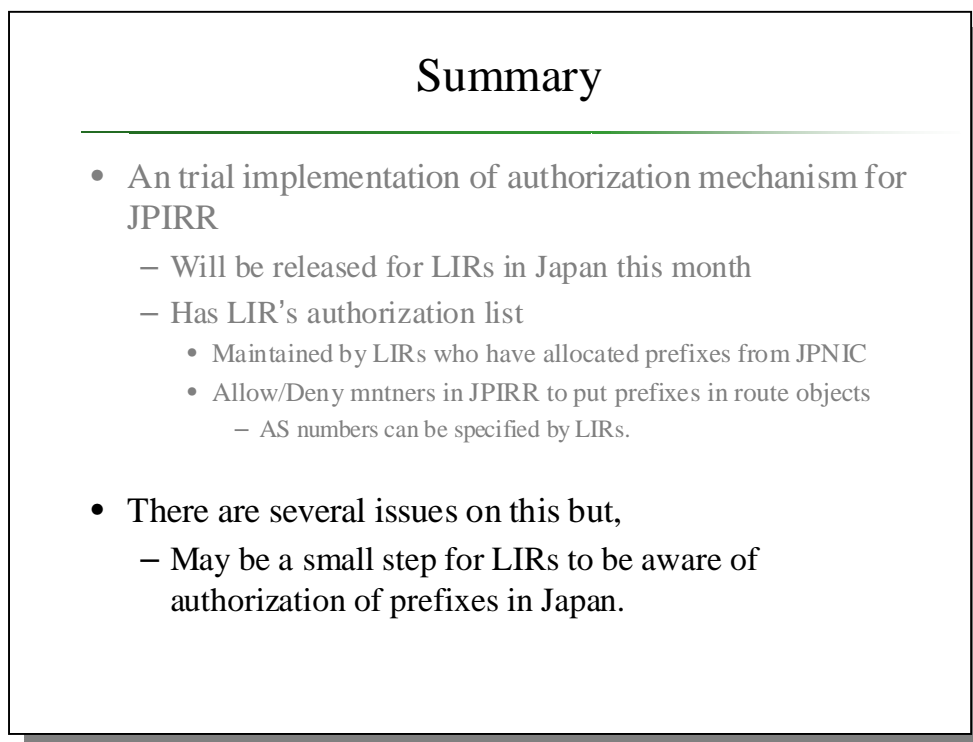 Summary
• An trial implementation of authorization mechanism for
JPIRR
– Will be released for LIRs in Japan this month
– Has LIR’s authorization list
• Maintained by LIRs who have allocated prefixes from JPNIC
• Allow/Deny mntners in JPIRR to put prefixes in route objects
– AS numbers can be specified by LIRs.
• There are several issues on this but,
– May be a small step for LIRs to be aware of
authorization of prefixes in Japan.